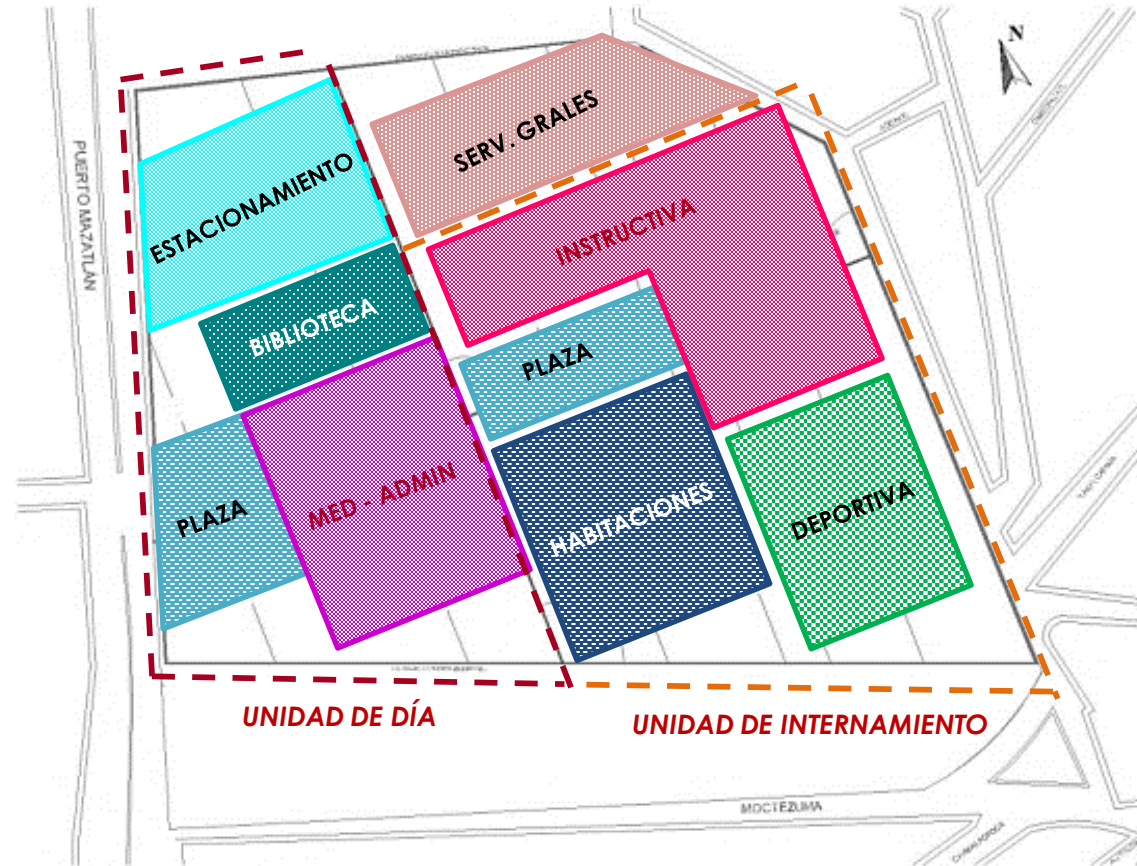 N
SERV. GRALES
ESTACIONAMIENTO
PUERTO MAZATLÁN
INSTRUCTIVA
BIBLIOTECA
PLAZA
MED - ADMIN
PLAZA
HABITACIONES
DEPORTIVA
UNIDAD DE DÍA
UNIDAD DE INTERNAMIENTO
MOCTEZUMA